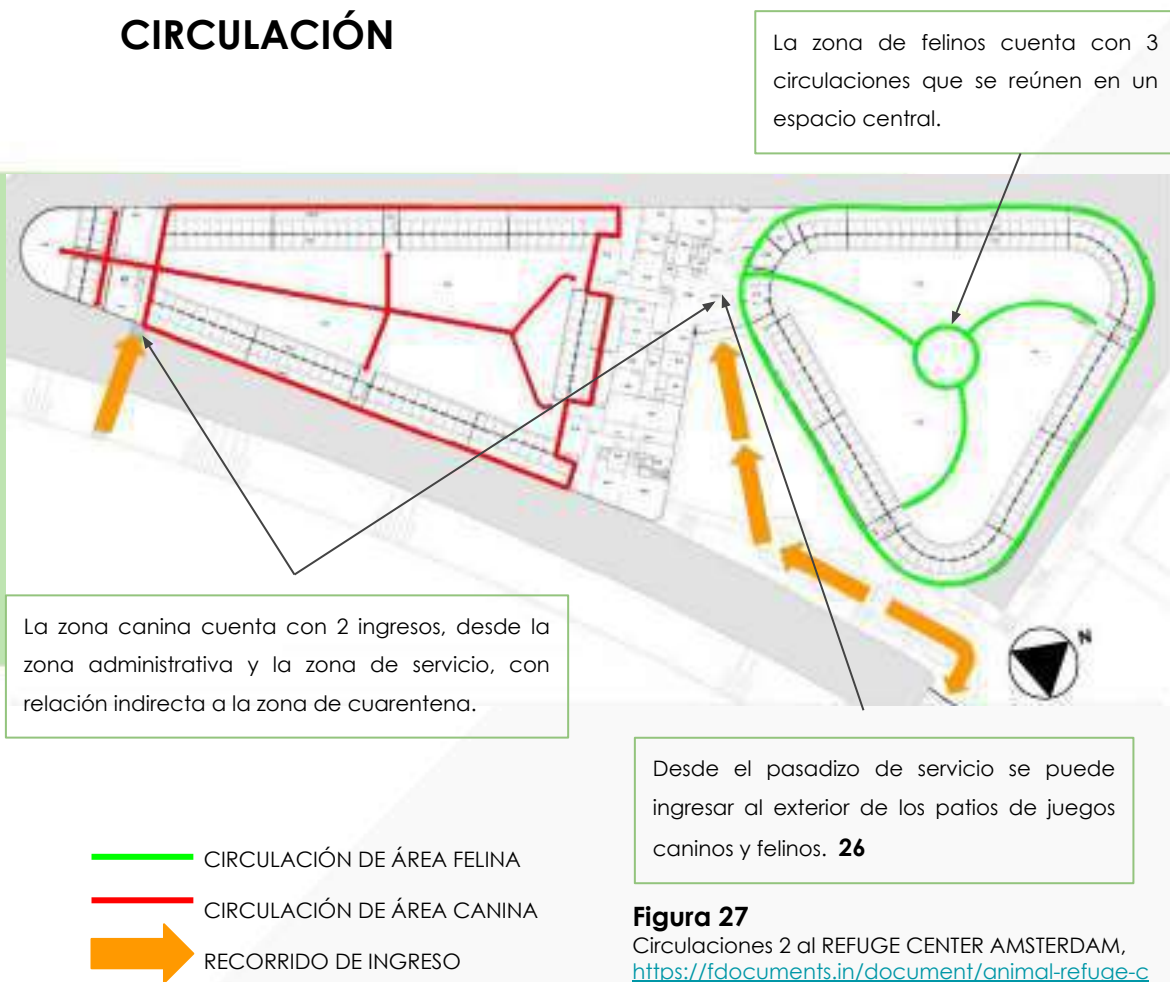 CIRCULACIÓN
La zona de felinos cuenta con 3
circulaciones que se reúnen en un
espacio central.
N
La zona canina cuenta con 2 ingresos, desde la
zona administrativa y la zona de servicio, con
relación indirecta a la zona de cuarentena.
Desde el pasadizo de servicio se puede
ingresar al exterior de los patios de juegos
caninos y felinos. 26
CIRCULACIÓN DE ÁREA FELINA
CIRCULACIÓN DE ÁREA CANINA
RECORRIDO DE INGRESO
Figura 27
Circulaciones 2 al REFUGE CENTER AMSTERDAM,
https://fdocuments.in/document/animal-refuge-c